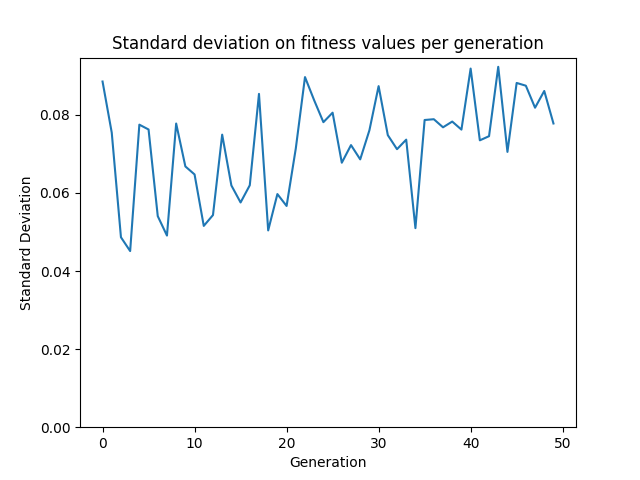 Standard deviation on fitness values per generation
Standard Deviation
0.08
0.06
0.04
0.02
0.00
0 10 20 30 40 50
Generation